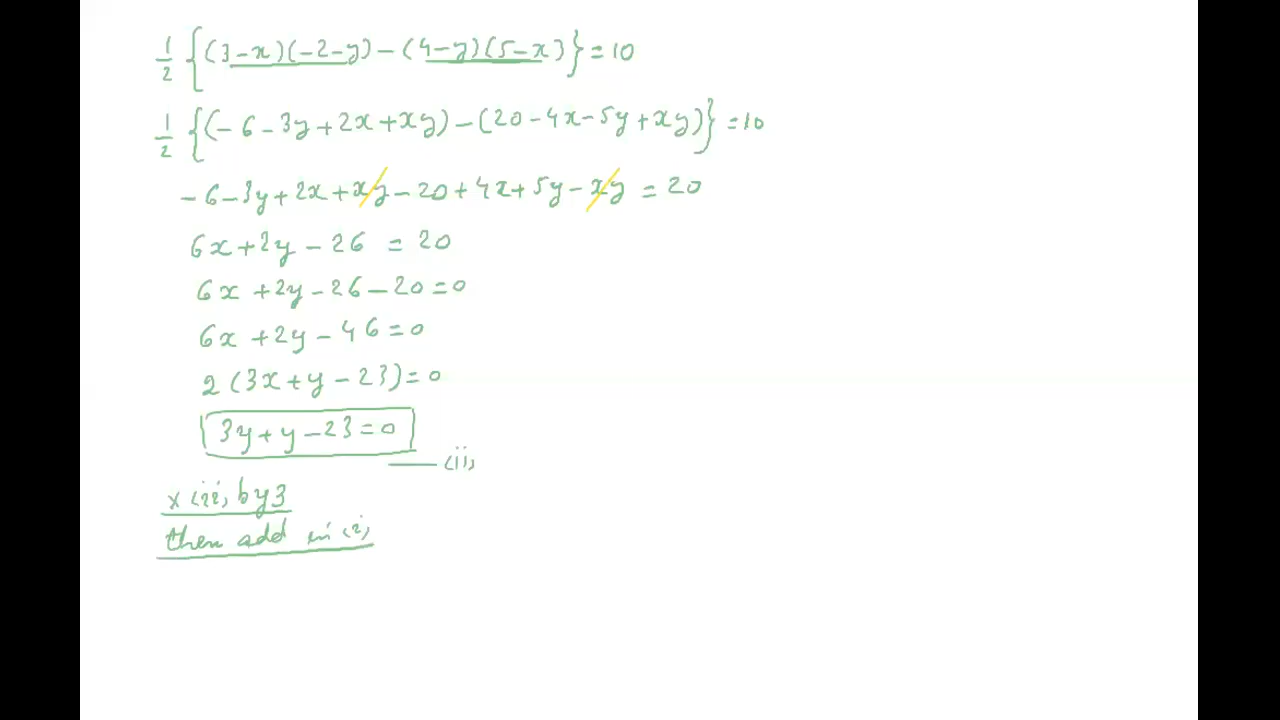 1/2 {(3-x)(-2-y)-(4-y)(5-x)} = 10
1/2 {(-6-3y+2x+xy)-(20-4x-5y+xy)} = 10
-6-3y+2x+xy-20+4x+5y-xy = 20
6x+2y-26 = 20
6x+2y-26-20=0
6x+2y-46=0
2(3x+y-23)=0
3y+y-23=0
—(ii)
x (ii) by 3
then add in (i)